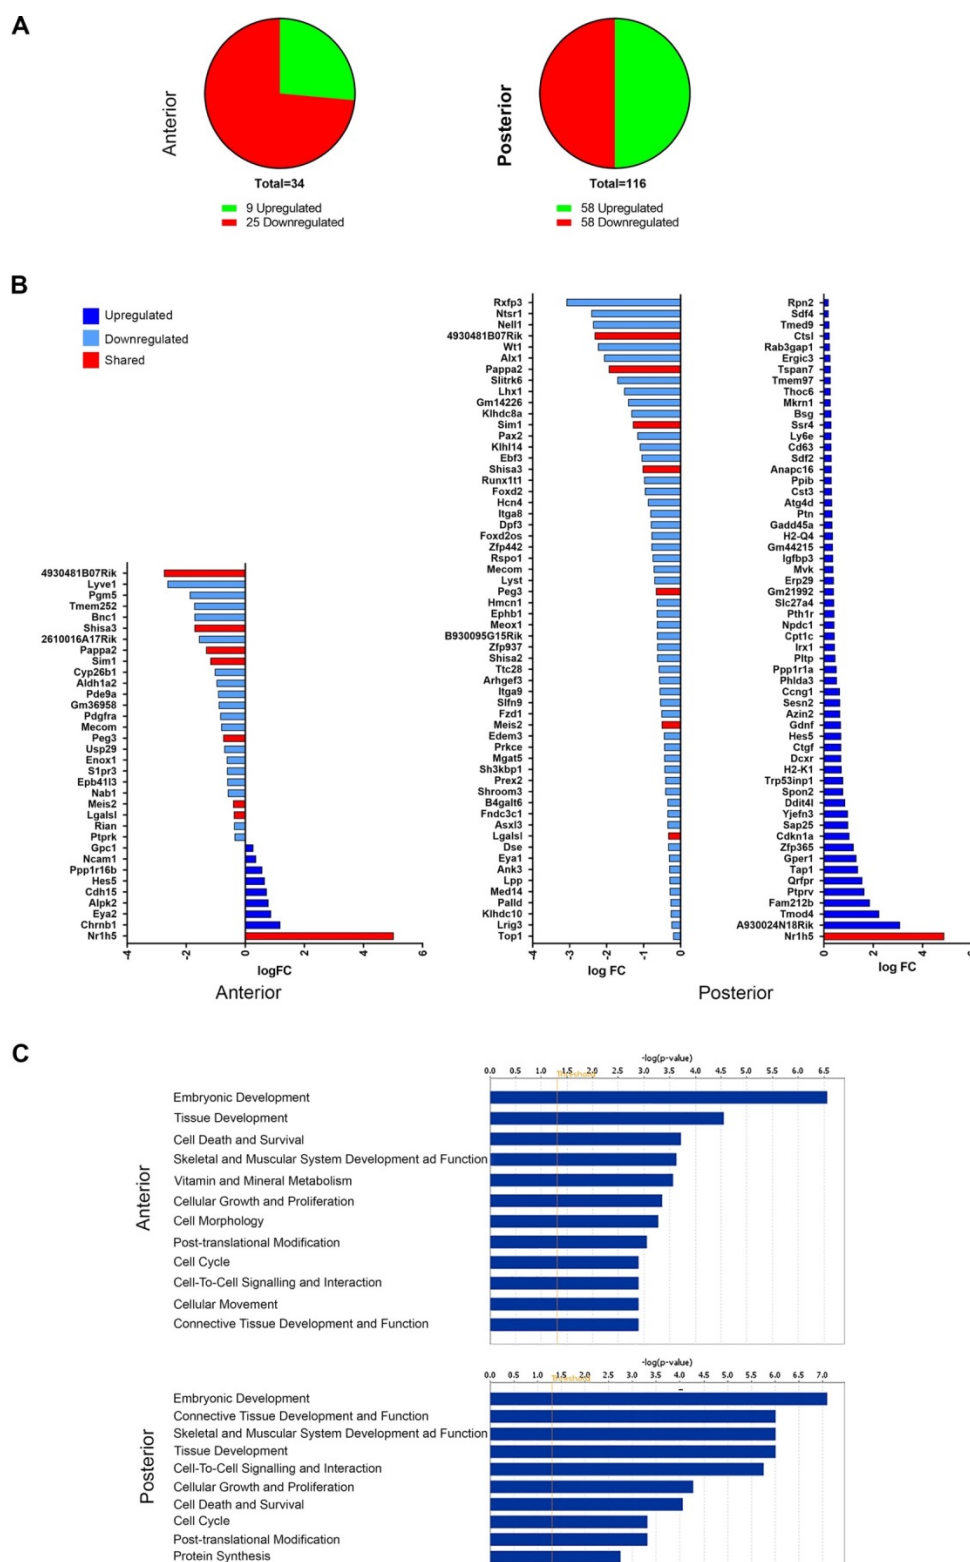 A
Anterior
Total=34
9 Upregulated
25 Downregulated
Posterior
Total=116
58 Upregulated
58 Downregulated
B
Upregulated
Downregulated
Shared
4930481B07Rik
Lyve1
Pgm5
Tmem252
Bnc1
Shisa3
2610016A17Rik
Pappa2
Sim1
Cyp26b1
Aldh1a2
Pde9a
Gm36958
Pdgfra
Mecom
Peg3
Usp29
Enox1
S1pr3
Epb41l3
Nab1
Meis2
Lgalsl
Rian
Ptprk
Gpc1
Ncam1
Ppp1r16b
Hes5
Cdh15
Alpk2
Eya2
Chrnb1
Nr1h5
-4 -2 0 2 4 6
logFC
Anterior
Rxfp3
Ntsr1
Nell1
4930481B07Rik
Wt1
Alx1
Pappa2
Slitrk6
Lhx1
Gm14226
Klhdc8a
Sim1
Pax2
Klhl14
Ebf3
Shisa3
Runx1t1
Foxd2
Hcn4
Itga8
Dpf3
Foxd2os
Zfp442
Rspo1
Mecom
Lyst
Peg3
Hmcn1
Ephb1
Meox1
B930095G15Rik
Zfp937
Shisa2
Ttc28
Arhgef3
Itga9
Slfn9
Fzd1
Meis2
Edem3
Prkce
Mgat5
Sh3kbp1
Prex2
Shroom3
B4galt6
Fndc3c1
Asxl3
Lgalsl
Dse
Eya1
Ank3
Lpp
Med14
Palld
Klhdc10
Lrig3
Top1
-4 -3 -2 -1 0
log FC
Rpn2
Sdf4
Tmed9
Ctsl
Rab3gap1
Ergic3
Tspan7
Tmem97
Thoc6
Mkrn1
Bsg
Ssr4
Ly6e
Cd63
Sdf2
Anapc16
Ppib
Cst3
Atg4d
Ptn
Gadd45a
H2-Q4
Gm44215
Igfbp3
Mvk
Erp29
Gm21992
Slc27a4
Pth1r
Npdc1
Cpt1c
Irx1
Pltp
Ppp1r1a
Phlda3
Ccng1
Sesn2
Azin2
Gdnf
Hes5
Ctgf
Dcxr
H2-K1
Trp53inp1
Spon2
Ddit4l
Yjefn3
Sap25
Cdkn1a
Zfp365
Gper1
Tap1
Qrfpr
Ptprv
Fam212b
Tmod4
A930024N18Rik
Nr1h5
0 2 4 6
log FC
Posterior
C
-log(p-value)
0.0 0.5 1.0 1.5 2.0 2.5 3.0 3.5 4.0 4.5 5.0 5.5 6.0 6.5
Threshold
Anterior
Embryonic Development
Tissue Development
Cell Death and Survival
Skeletal and Muscular System Development ad Function
Vitamin and Mineral Metabolism
Cellular Growth and Proliferation
Cell Morphology
Post-translational Modification
Cell Cycle
Cell-To-Cell Signalling and Interaction
Cellular Movement
Connective Tissue Development and Function
-log(p-value)
0.0 0.5 1.0 1.5 2.0 2.5 3.0 3.5 4.0 4.5 5.0 5.5 6.0 6.5 7.0
Threshold
Posterior
Embryonic Development
Connective Tissue Development and Function
Skeletal and Muscular System Development ad Function
Tissue Development
Cell-To-Cell Signalling and Interaction
Cellular Growth and Proliferation
Cell Death and Survival
Cell Cycle
Post-translational Modification
Protein Synthesis